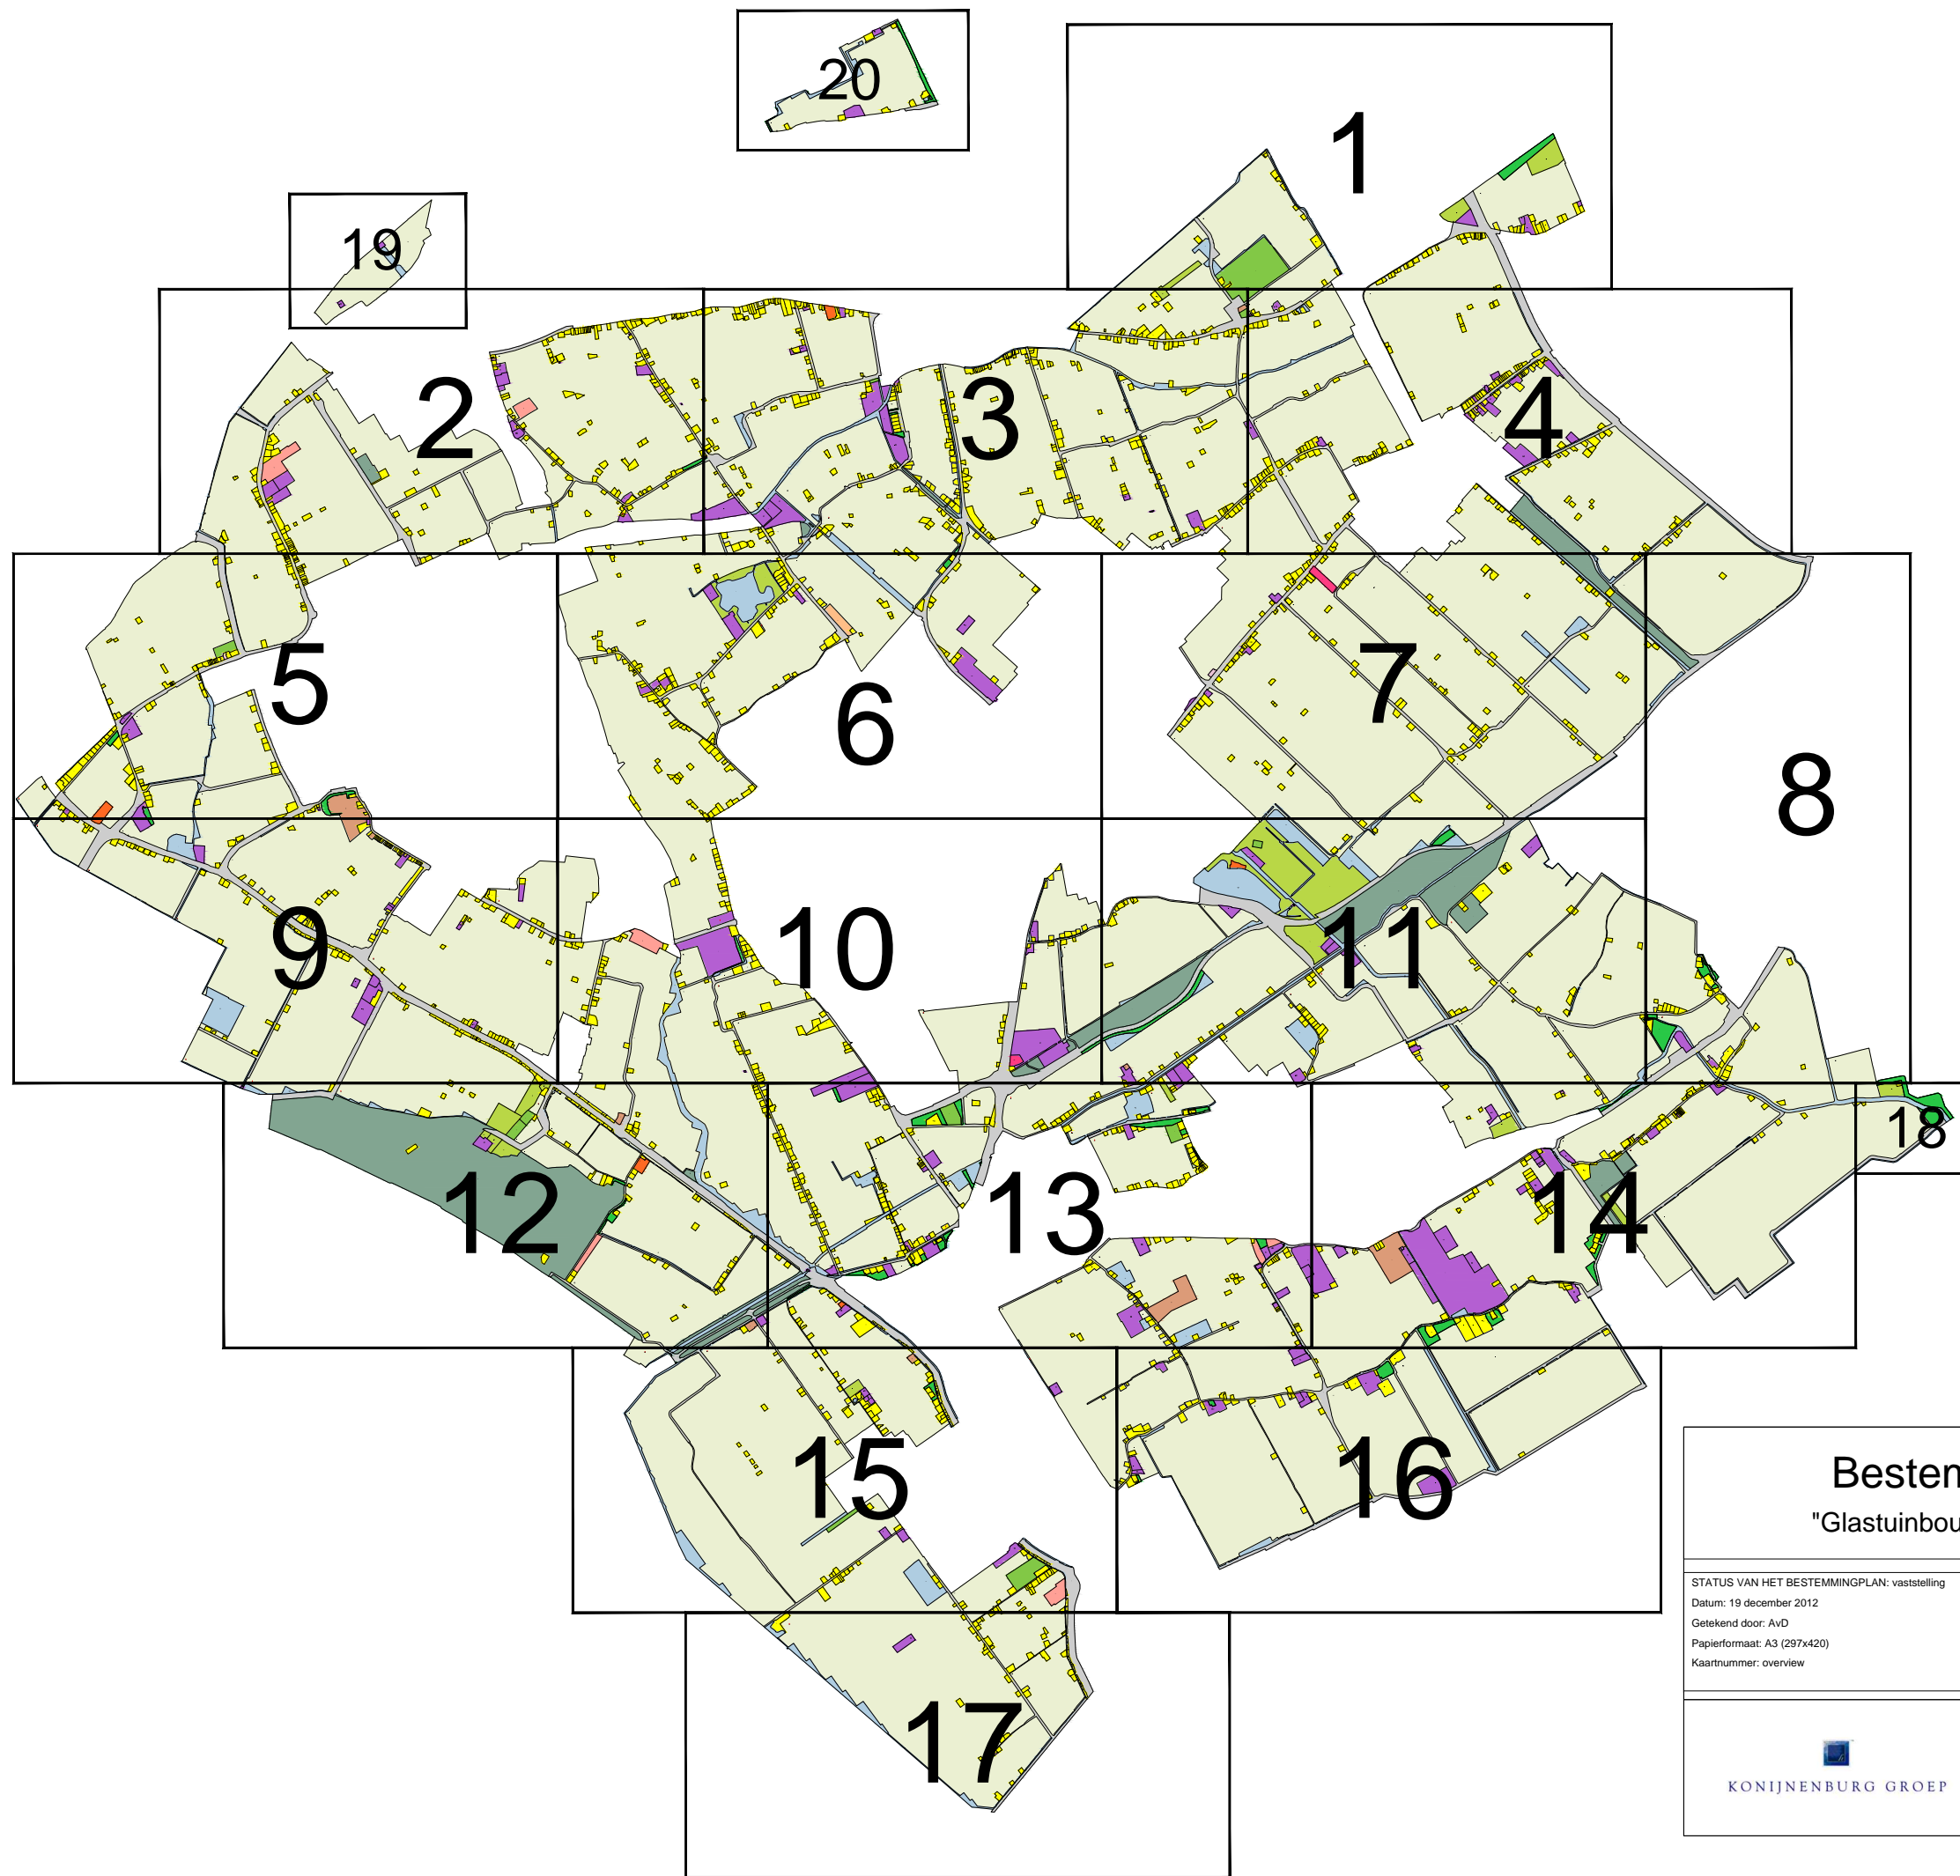 20
1
19
2
3
4
5
6
7
8
9
10
11
12
13
14
18
15
16
17
Bestem
"Glastuinbou
STATUS VAN HET BESTEMMINGPLAN: vaststelling
Datum: 19 december 2012
Getekend door: AvD
Papierformaat: A3 (297x420)
Kaartnummer: overview
KONIJNENBURG GROEP